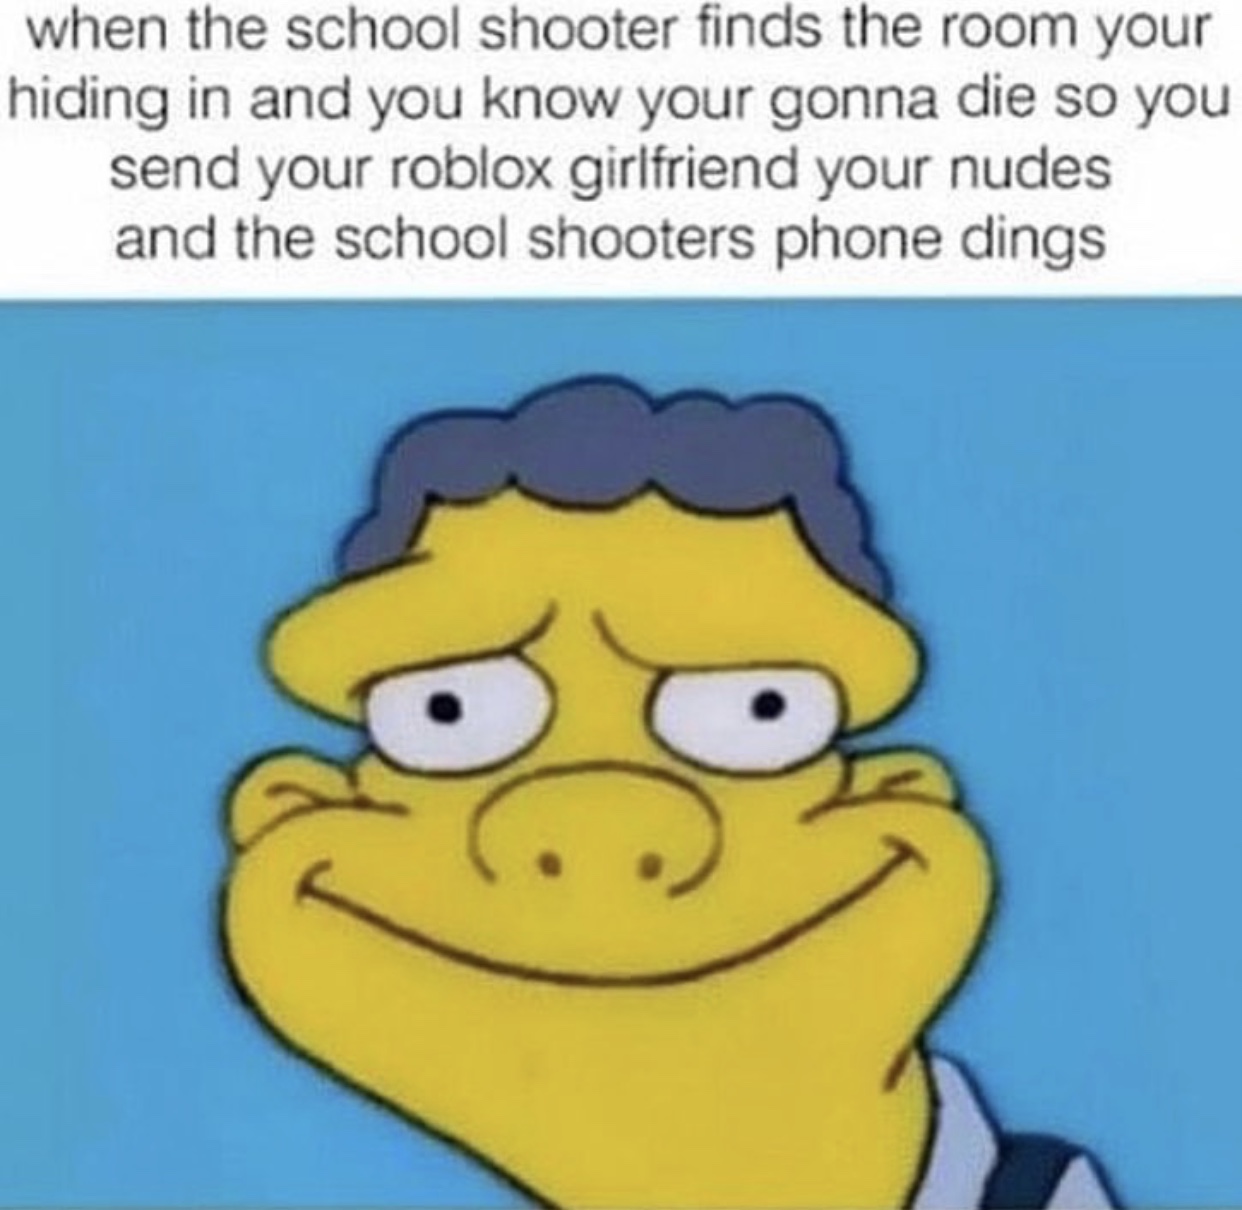 when the school shooter finds the room your
hiding in and you know your gonna die so you
send your roblox girlfriend your nudes
and the school shooters phone dings